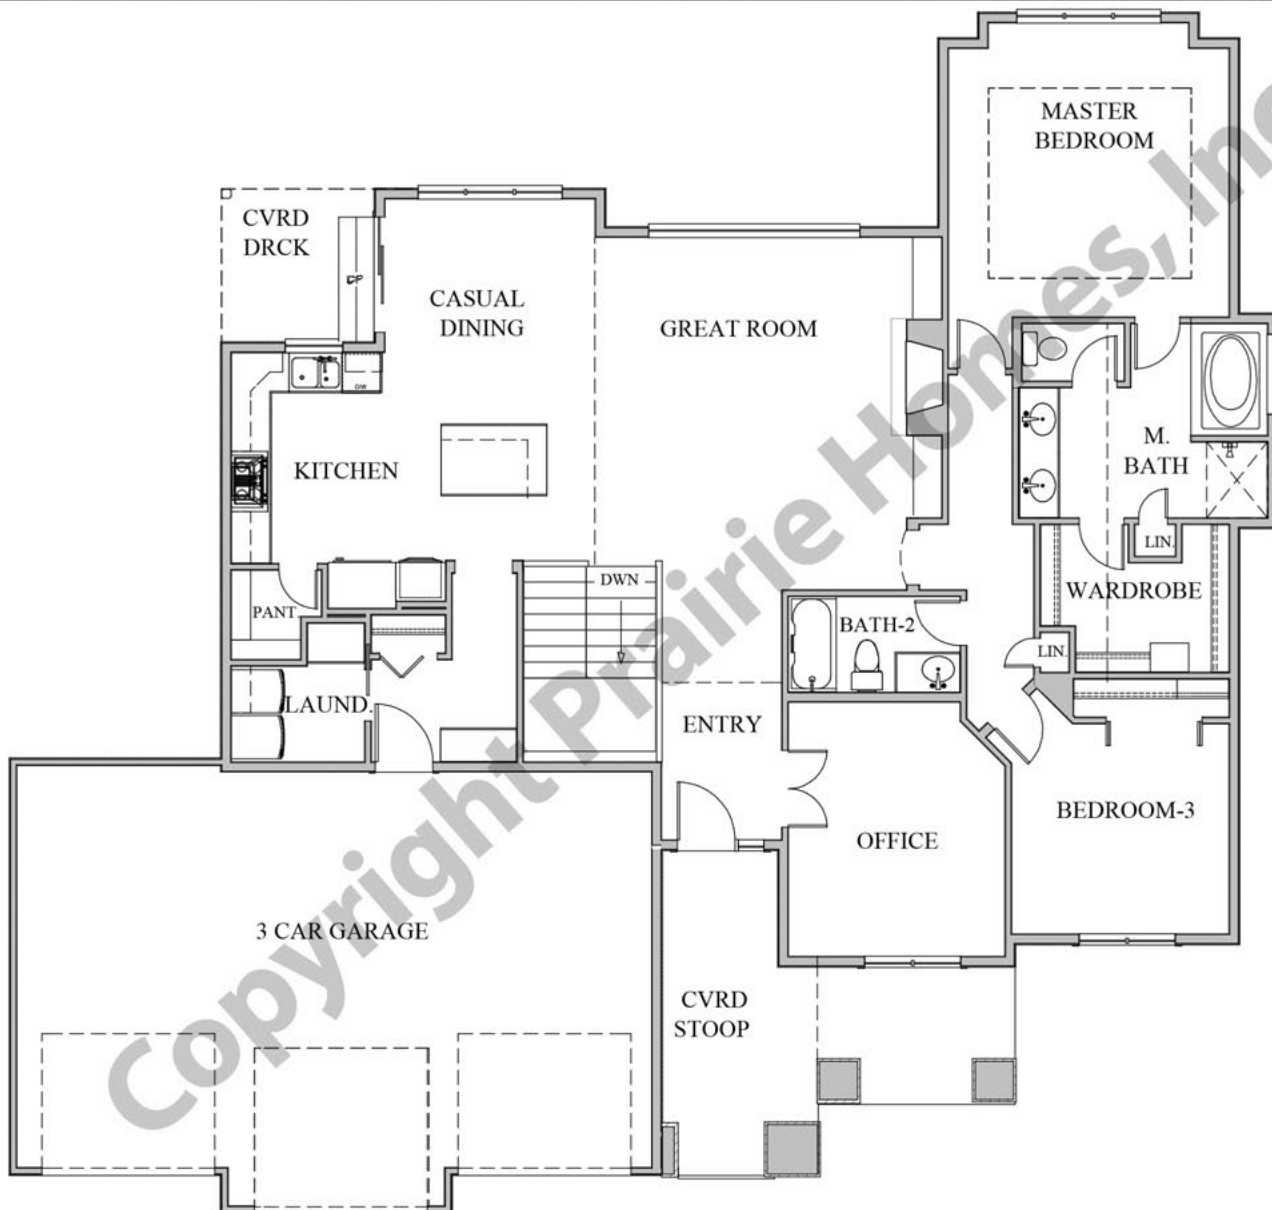 MASTER
BEDROOM
CVRD
DRCK
CASUAL
DINING
GREAT ROOM
DW
KITCHEN
M.
BATH
LIN.
DWN
WARDROBE
PANT.
BATH-2
LIN.
LAUND.
ENTRY
BEDROOM-3
OFFICE
3 CAR GARAGE
CVRD
STOOP
Copyright Prairie Homes, Inc